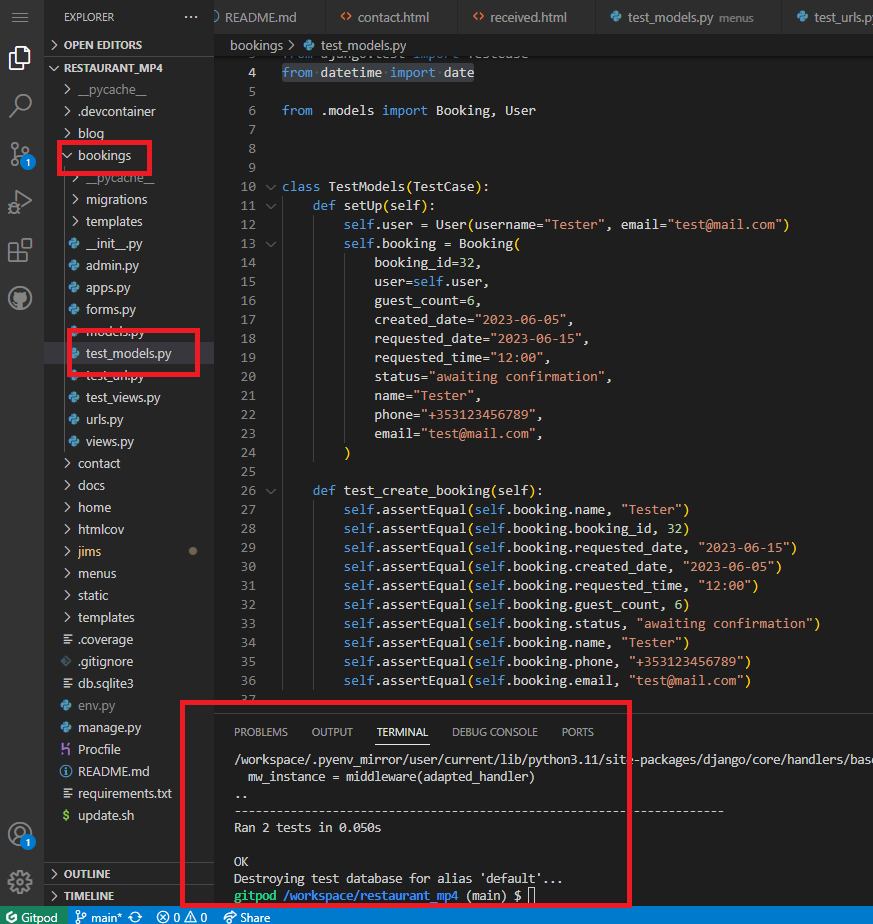 EXPLORER
···
OPEN EDITORS
RESTAURANT_MP4
__pycache__
.devcontainer
blog
bookings
__pycache__
migrations
templates
__init__.py
admin.py
apps.py
forms.py
models.py
test_models.py
test_url.py
test_views.py
urls.py
views.py
contact
docs
home
htmlcov
jims
menus
static
templates
.coverage
.gitignore
db.sqlite3
env.py
manage.py
Procfile
README.md
requirements.txt
update.sh
OUTLINE
TIMELINE
1
1
README.md
contact.html
received.html
test_models.py menus
test_urls.py
bookings > test_models.py
3 from django.test import TestCase
4 from datetime import date
5
6 from .models import Booking, User
7
8
9
10 class TestModels(TestCase):
11 def setUp(self):
12 self.user = User(username="Tester", email="test@mail.com")
13 self.booking = Booking(
14 booking_id=32,
15 user=self.user,
16 guest_count=6,
17 created_date="2023-06-05",
18 requested_date="2023-06-15",
19 requested_time="12:00",
20 status="awaiting confirmation",
21 name="Tester",
22 phone="+353123456789",
23 email="test@mail.com",
24 )
25
26 def test_create_booking(self):
27 self.assertEqual(self.booking.name, "Tester")
28 self.assertEqual(self.booking.booking_id, 32)
29 self.assertEqual(self.booking.requested_date, "2023-06-15")
30 self.assertEqual(self.booking.created_date, "2023-06-05")
31 self.assertEqual(self.booking.requested_time, "12:00")
32 self.assertEqual(self.booking.guest_count, 6)
33 self.assertEqual(self.booking.status, "awaiting confirmation")
34 self.assertEqual(self.booking.name, "Tester")
35 self.assertEqual(self.booking.phone, "+353123456789")
36 self.assertEqual(self.booking.email, "test@mail.com")
37
PROBLEMS OUTPUT TERMINAL DEBUG CONSOLE PORTS
/workspace/.pyenv_mirror/user/current/lib/python3.11/site-packages/django/core/handlers/base
mw_instance = middleware(adapted_handler)
..
----------------------------------------------------------------------
Ran 2 tests in 0.050s
OK
Destroying test database for alias 'default'...
gitpod /workspace/restaurant_mp4 (main) $
Gitpod main* 0 0 Share